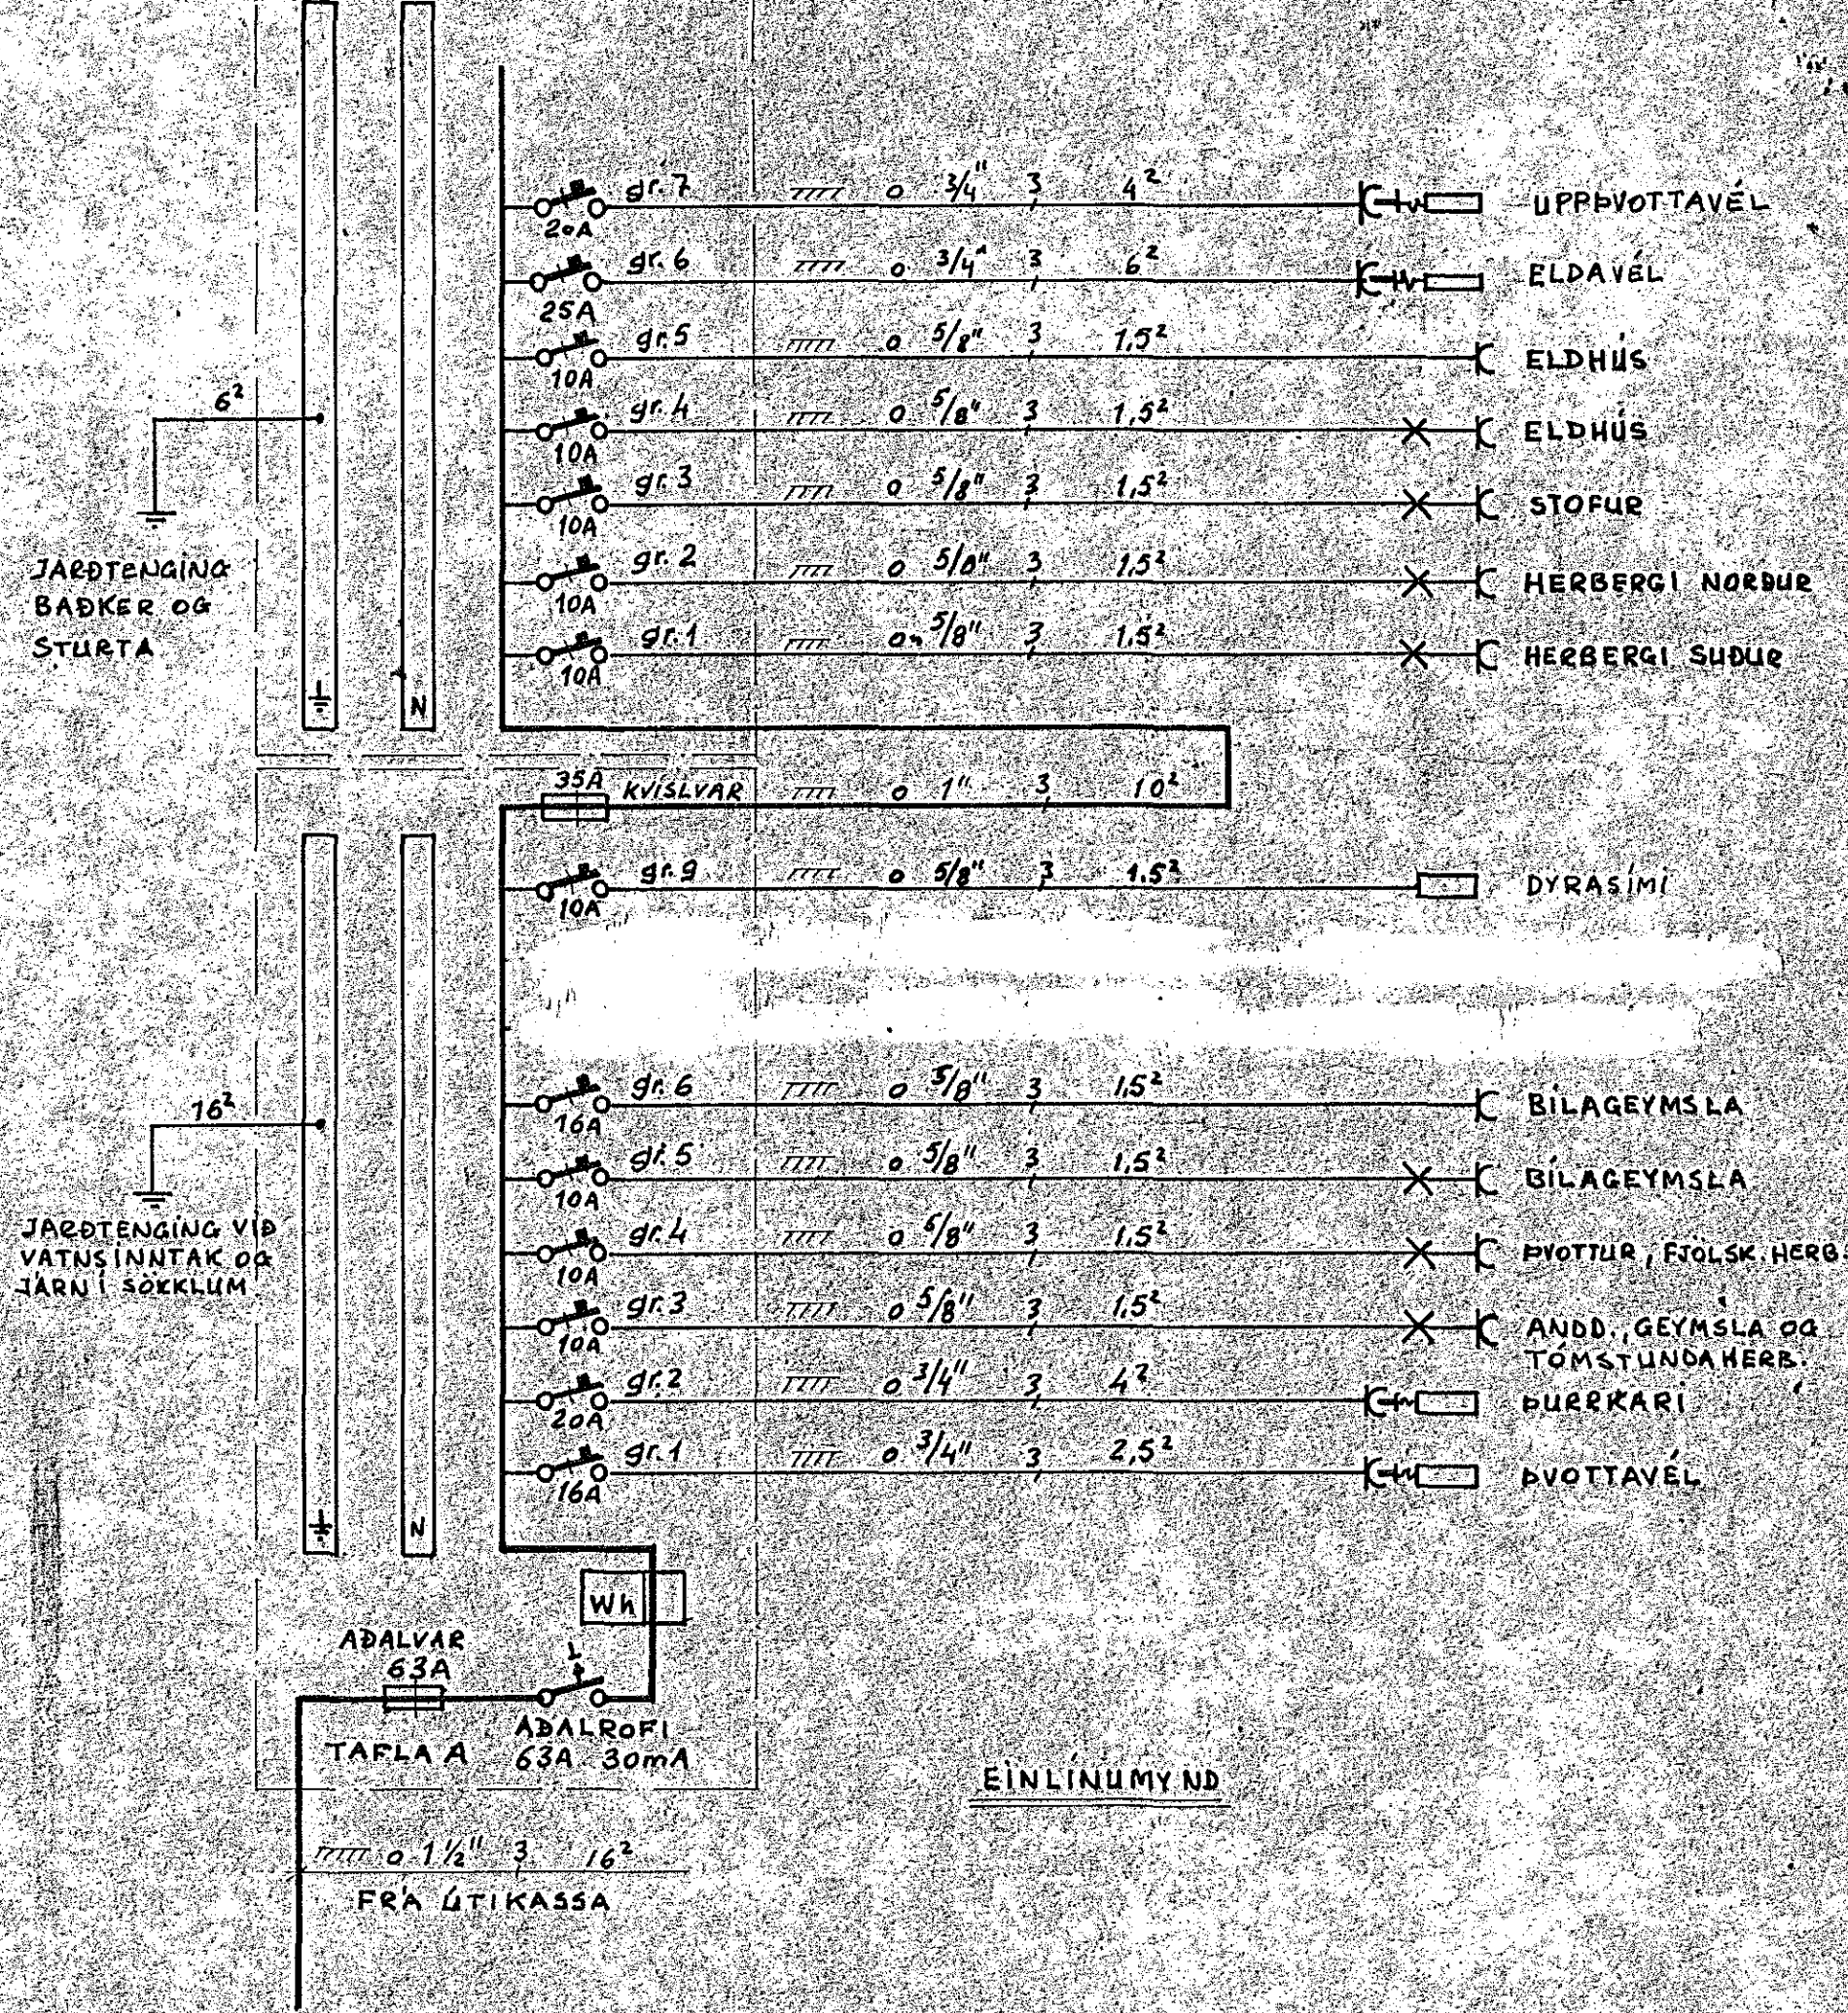 gr. 7 3/4" 3 4² UPPÞVOTTAVÉL
20A
gr. 6 3/4" 3 6² ELDAVÉL
25A
gr. 5 5/8" 3 1,5² ELDHÚS
10A
gr. 4 5/8" 3 1,5² ELDHÚS
10A
gr. 3 5/8" 3 1,5² STOFUR
10A
gr. 2 5/8" 3 1,5² HERBERGI NORÐUR
10A
gr. 1 5/8" 3 1,5² HERBERGI SUÐUR
10A
6²
JARÐTENGING
BAÐKER OG
STURTA
N
35A KVÍSLVAR 1" 3 10²
gr. 9 5/8" 3 1.5² DYRASÍMI
10A
gr. 6 5/8" 3 1,5² BÍLAGEYMSLA
16A
gr. 5 5/8" 3 1,5² BÍLAGEYMSLA
10A
gr. 4 5/8" 3 1,5² ÞVOTTUR, FJÖLSK. HERB.
10A
gr. 3 5/8" 3 1,5² ANDD., GEYMSLA OG
TÓMSTUNDAHERB.
10A
gr. 2 3/4" 3 4² ÞURRKARI
20A
gr. 1 3/4" 3 2,5² ÞVOTTAVÉL
16A
16²
JARÐTENGING VIÐ
VATNSINNTAK OG
JÁRN Í SÖKKLUM.
N
Wh
AÐALVAR
63A
AÐALROFI
63A 30mA
TAFLA A
EINLÍNUMYND
1½" 3 16²
FRÁ ÚTIKASSA